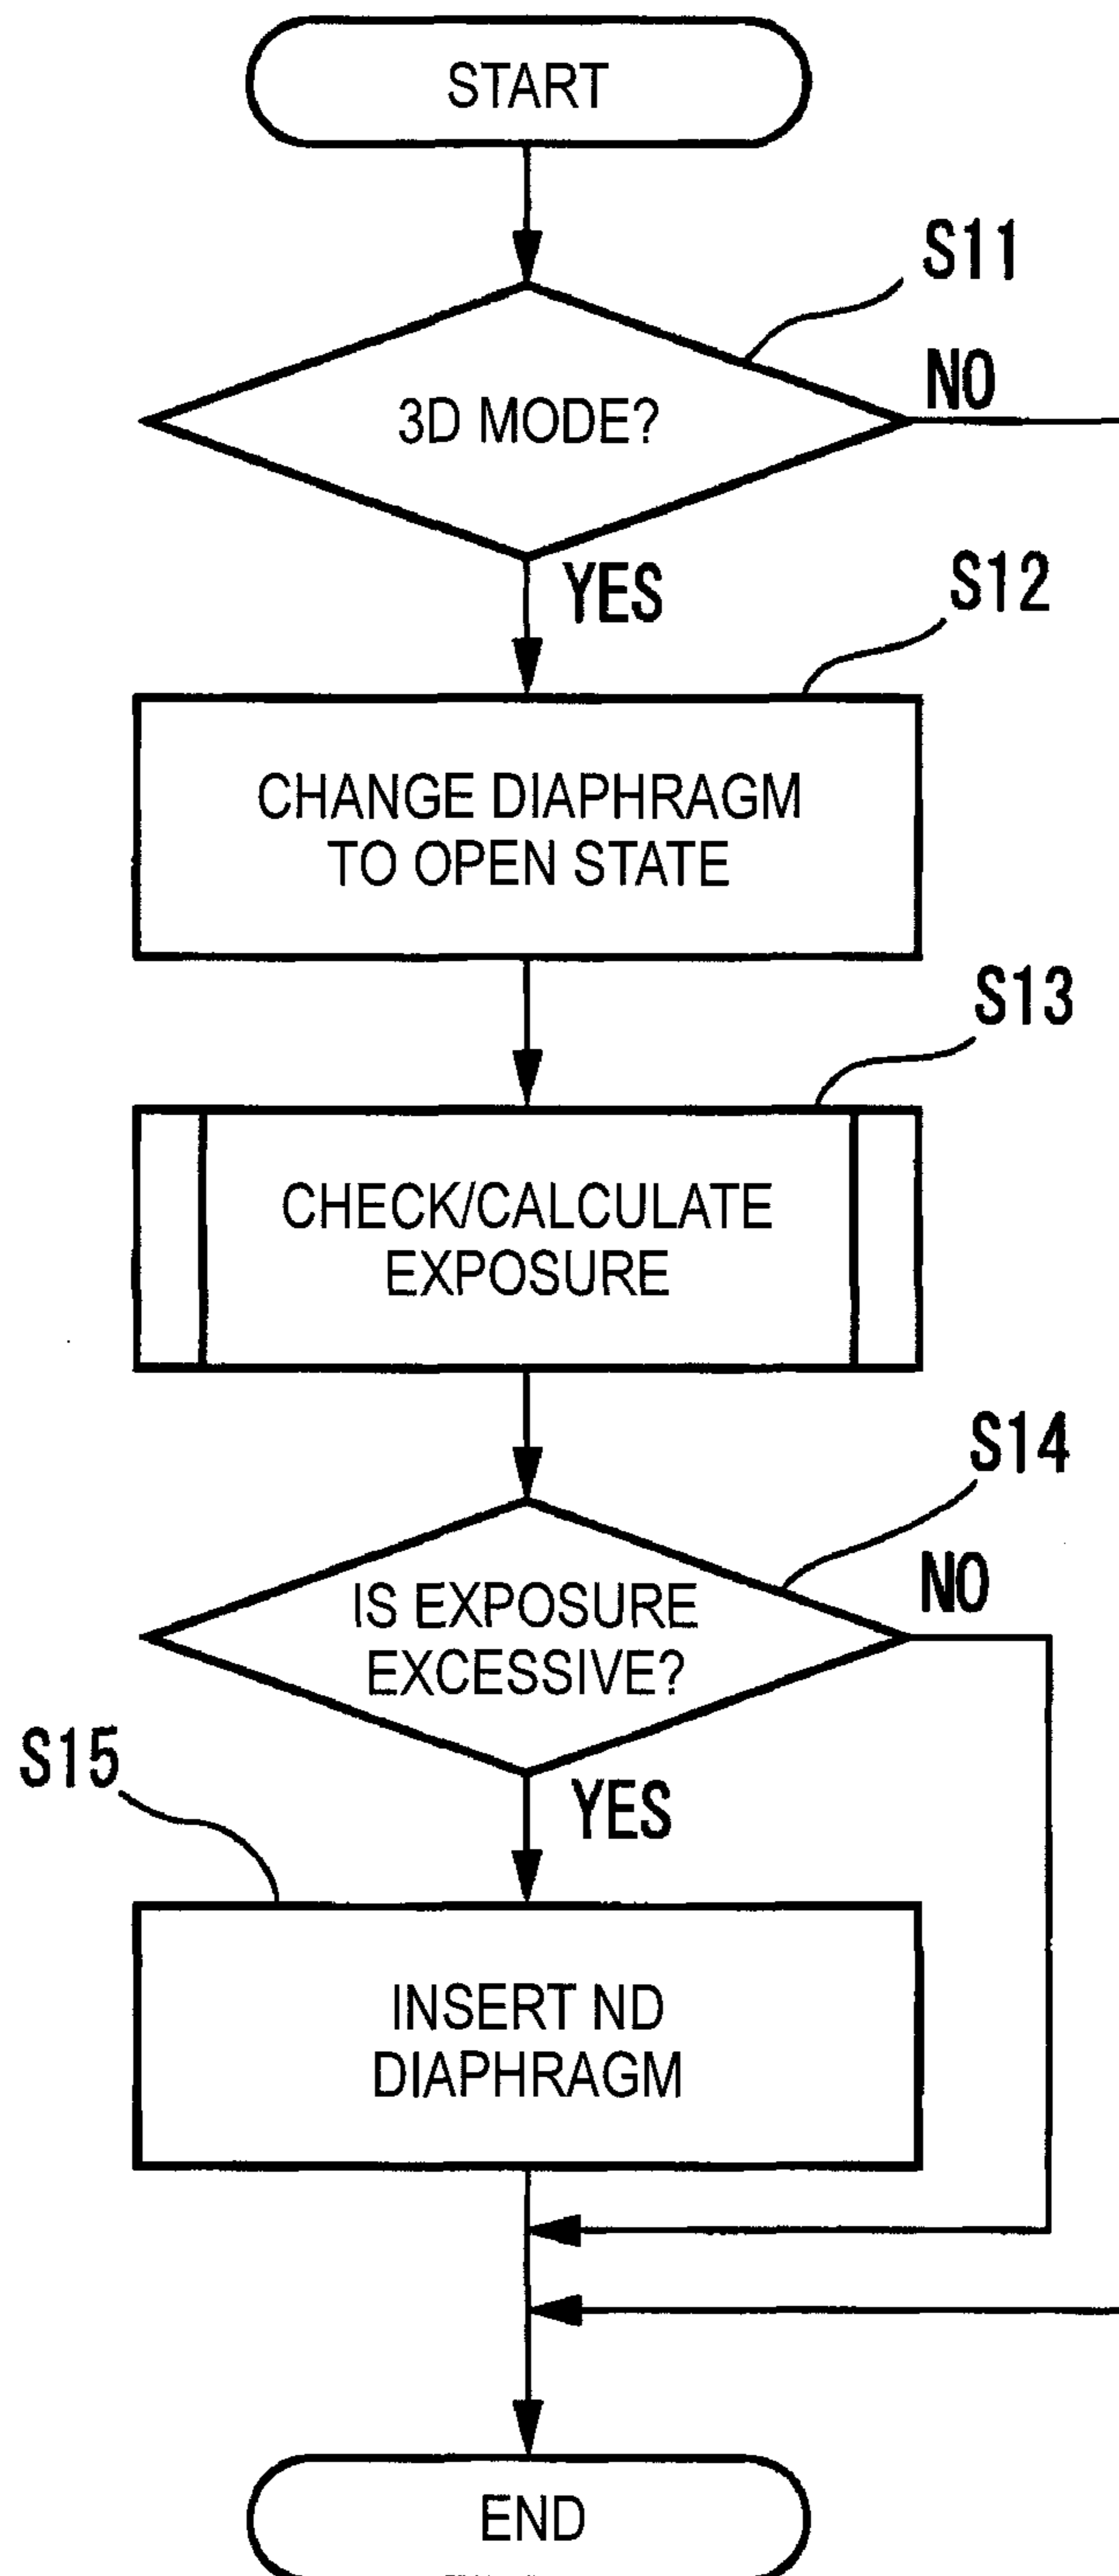 START
S11
3D MODE?
NO
YES
S12
CHANGE DIAPHRAGM
TO OPEN STATE
S13
CHECK/CALCULATE
EXPOSURE
S14
IS EXPOSURE
EXCESSIVE?
NO
YES
S15
INSERT ND
DIAPHRAGM
END